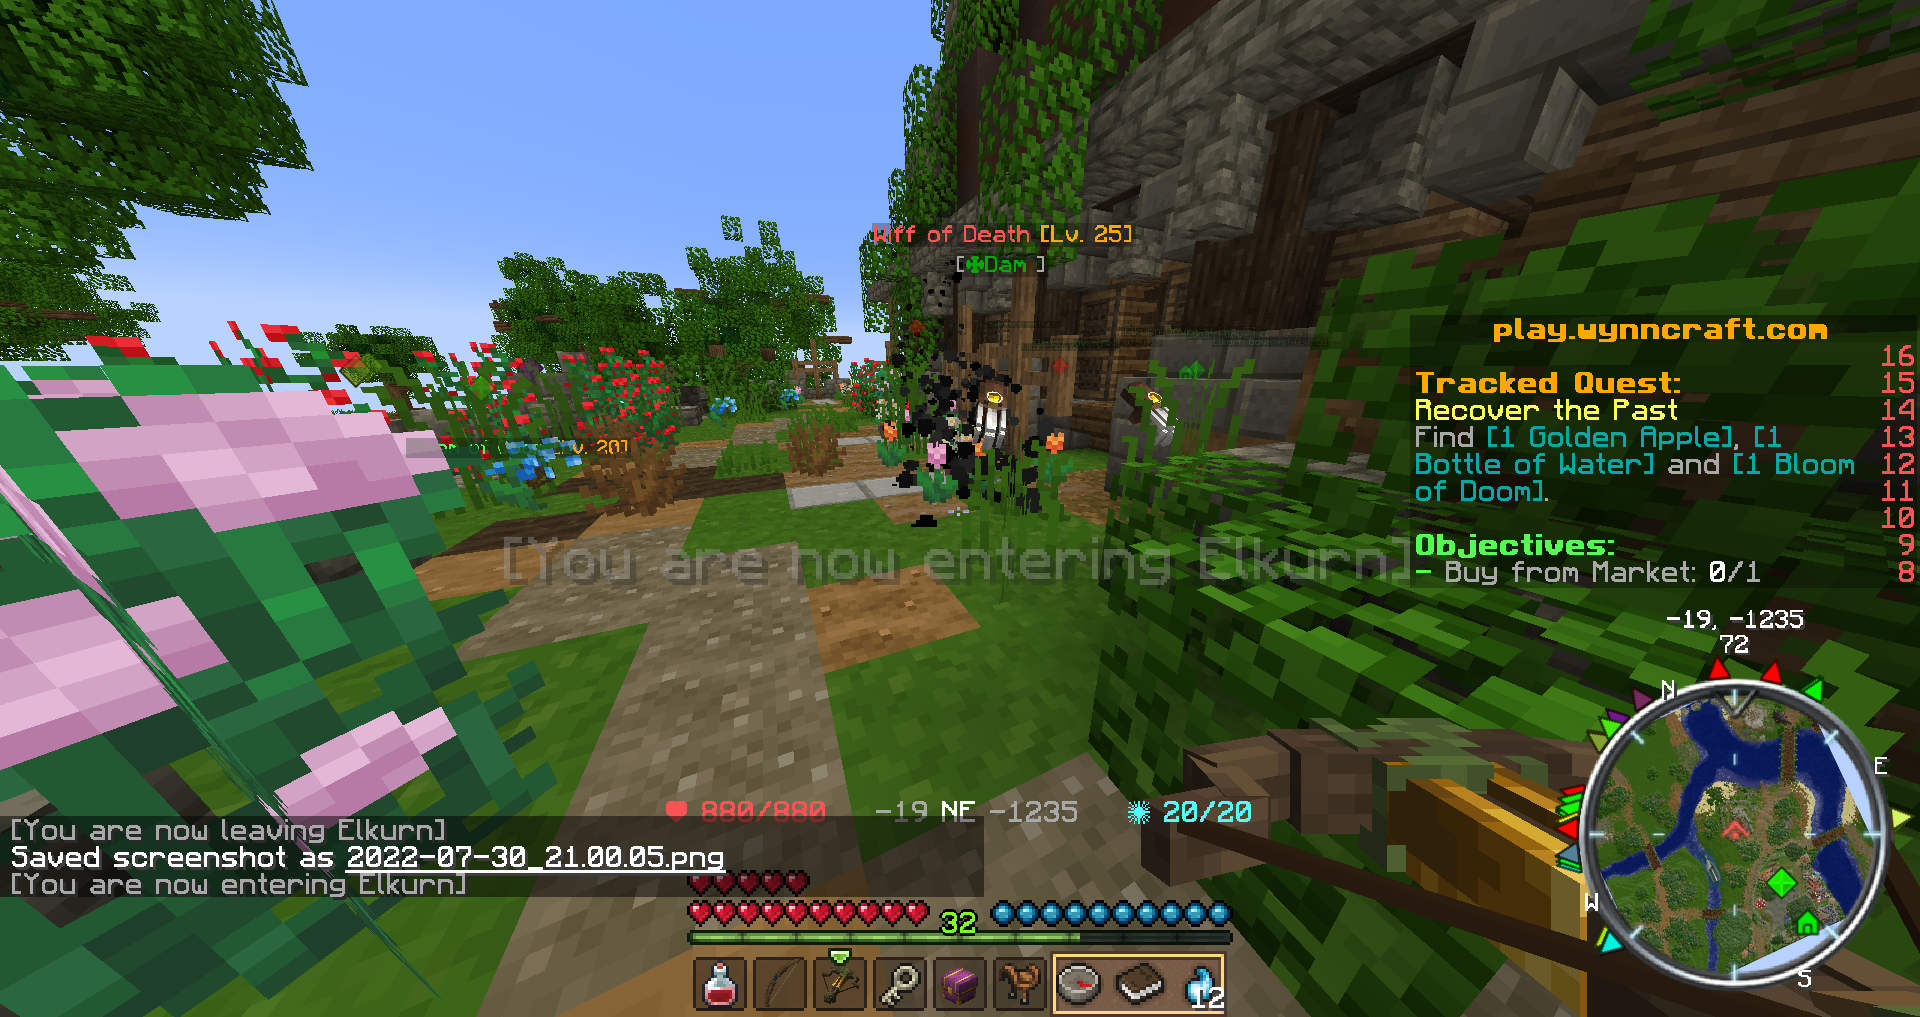 Wiff of Death [Lv. 25]
[✤Dam ]
Lv. 20]
play.wynncraft.com
16
Tracked Quest: 15
Recover the Past 14
Find [1 Golden Apple], [1 13
Bottle of Water] and [1 Bloom 12
of Doom]. 11
10
Objectives: 9
- Buy from Market: 0/1 8
[You are now entering Elkurn]
-19, -1235
72
N
E
W
S
880/880 -19 NE -1235 20/20
[You are now leaving Elkurn]
Saved screenshot as 2022-07-30_21.00.05.png
[You are now entering Elkurn]
32
12